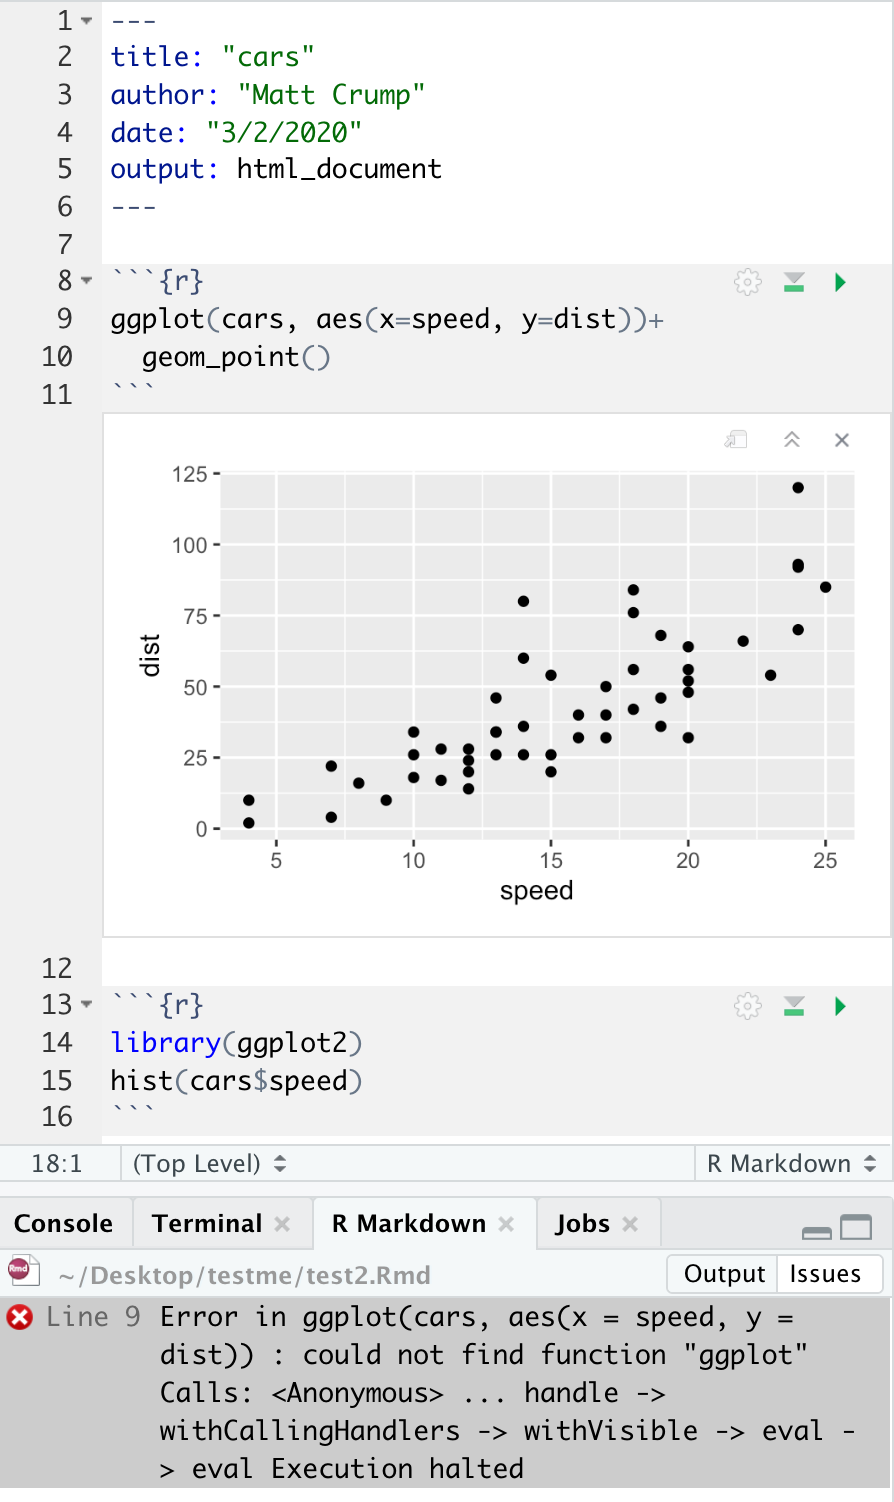 1 ---
2 title: "cars"
3 author: "Matt Crump"
4 date: "3/2/2020"
5 output: html_document
6 ---
7
8 ```{r}
9 ggplot(cars, aes(x=speed, y=dist))+
10   geom_point()
11 ```
125
100
75
50
25
0
dist
5 10 15 20 25
speed
12
13 ```{r}
14 library(ggplot2)
15 hist(cars$speed)
16 ```
18:1 (Top Level) R Markdown
Console Terminal R Markdown Jobs
Rmd ~/Desktop/testme/test2.Rmd Output Issues
Line 9 Error in ggplot(cars, aes(x = speed, y =
dist)) : could not find function "ggplot"
Calls: <Anonymous> ... handle ->
withCallingHandlers -> withVisible -> eval -
> eval Execution halted